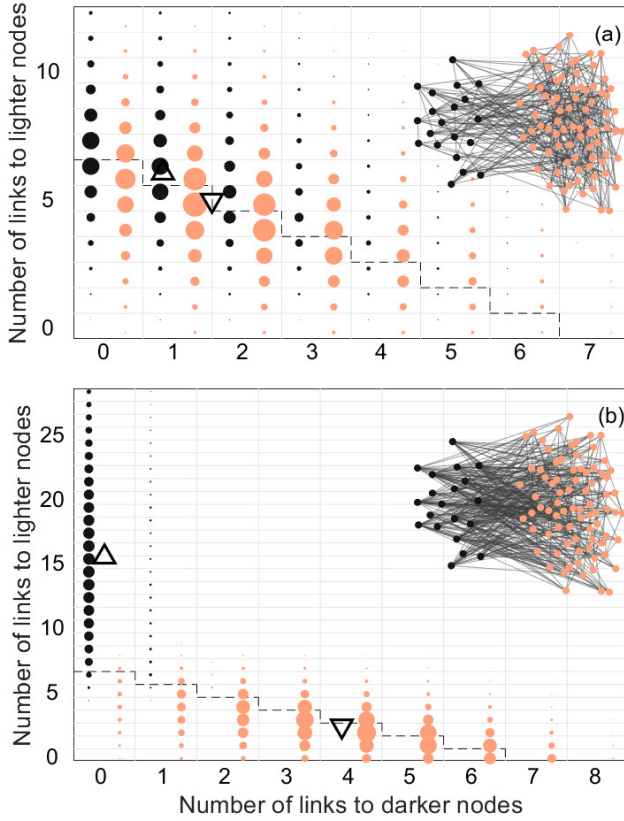 (a)
Number of links to lighter nodes
10
5
0
0 1 2 3 4 5 6 7
(b)
Number of links to lighter nodes
25
20
15
10
5
0
0 1 2 3 4 5 6 7 8
Number of links to darker nodes